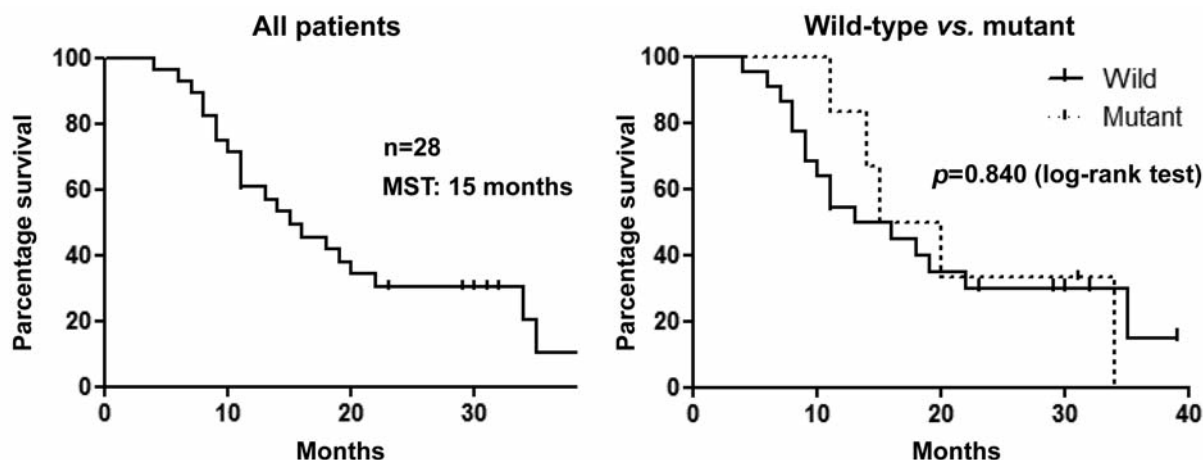 All patients
Parcentage survival
100
80
60
40
20
0
n=28
MST: 15 months
0 10 20 30
Months
Wild-type vs. mutant
Parcentage survival
100
80
60
40
20
0
Wild
Mutant
p=0.840 (log-rank test)
0 10 20 30 40
Months